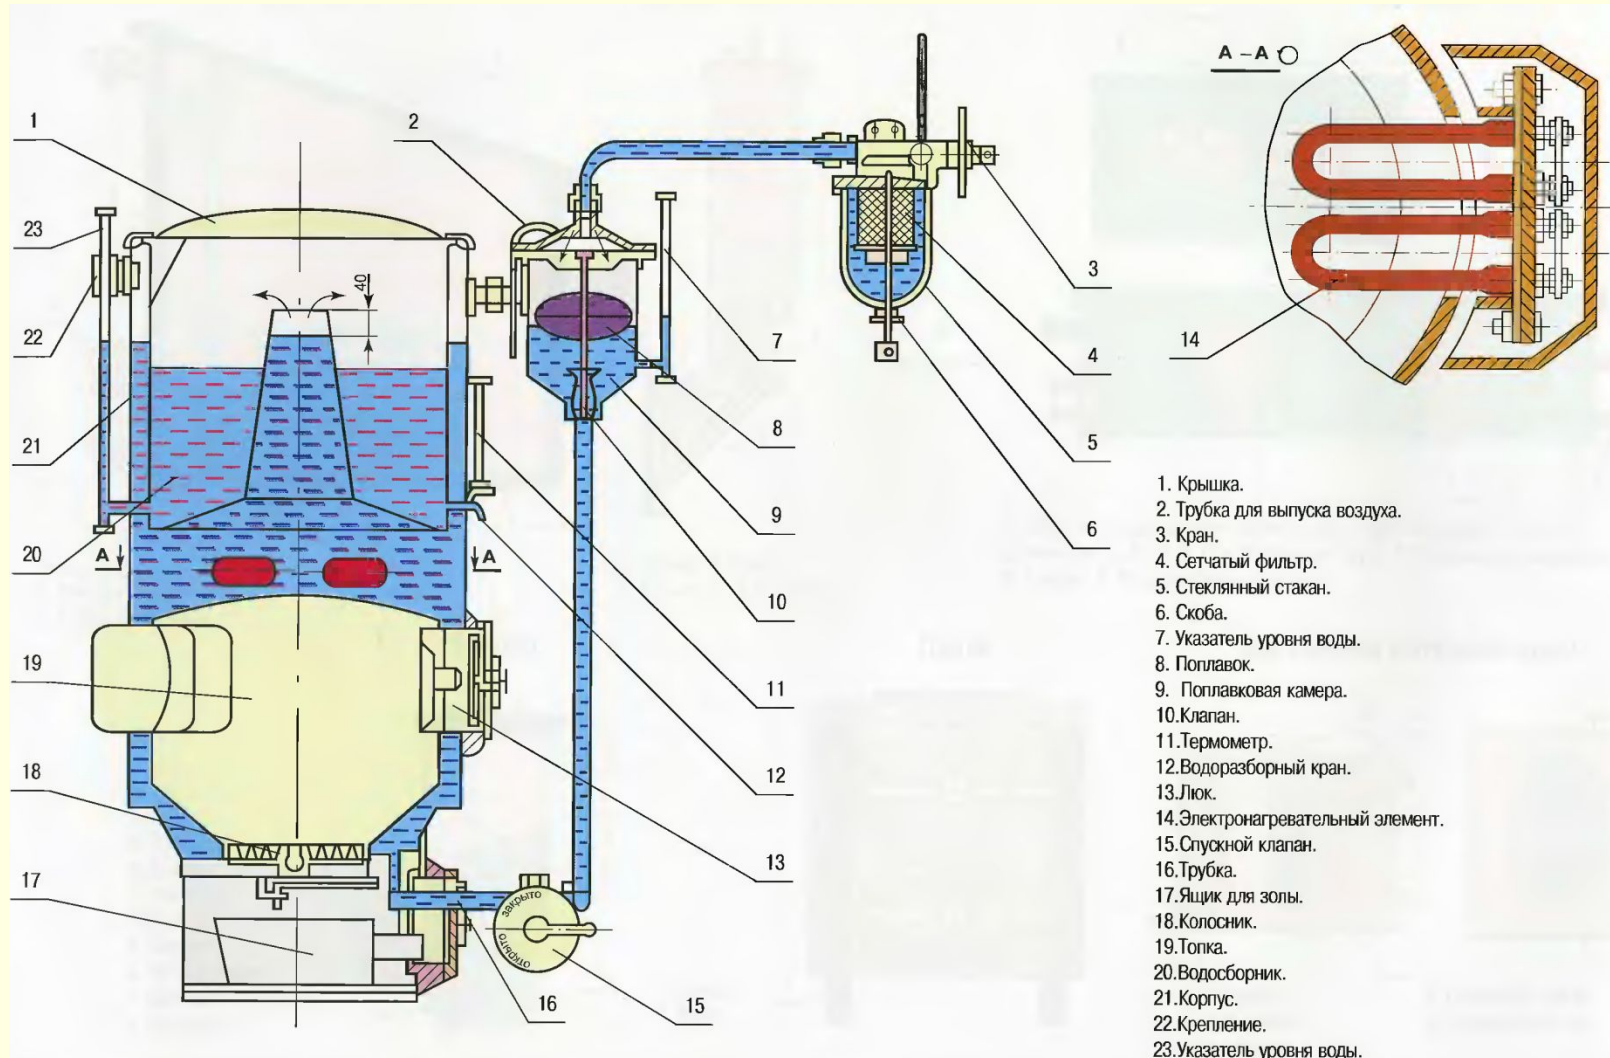 А – А
1
2
3
4
5
6
7
8
9
10
11
12
13
14
15
16
17
18
19
20
21
22
23
40
А
А
закрыто
открыто
1. Крышка.
2. Трубка для выпуска воздуха.
3. Кран.
4. Сетчатый фильтр.
5. Стеклянный стакан.
6. Скоба.
7. Указатель уровня воды.
8. Поплавок.
9. Поплавковая камера.
10.Клапан.
11.Термометр.
12.Водоразборный кран.
13.Люк.
14.Электронагревательный элемент.
15.Спускной клапан.
16.Трубка.
17.Ящик для золы.
18.Колосник.
19.Топка.
20.Водосборник.
21.Корпус.
22.Крепление.
23.Указатель уровня воды.